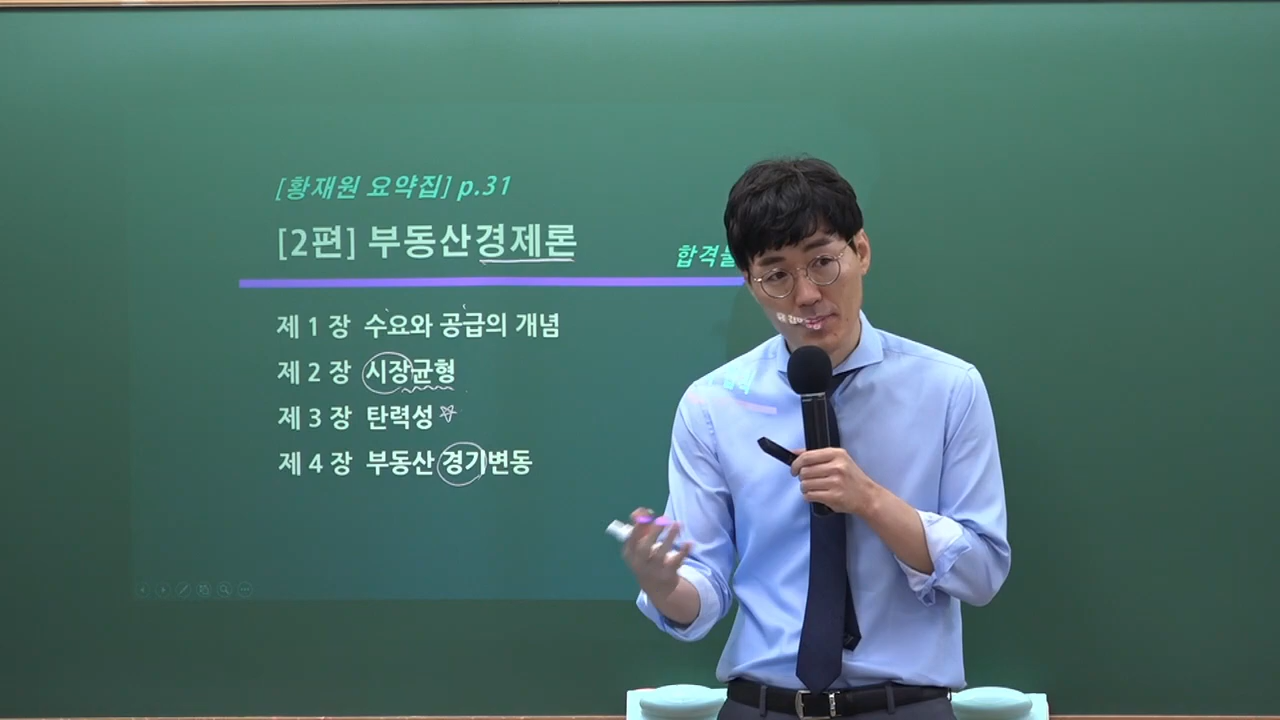 [황재원 요약집] p.31
[2편] 부동산경제론
합격
제 1 장 수요와 공급의 개념
제 2 장 시장균형
제 3 장 탄력성
제 4 장 부동산 경기변동